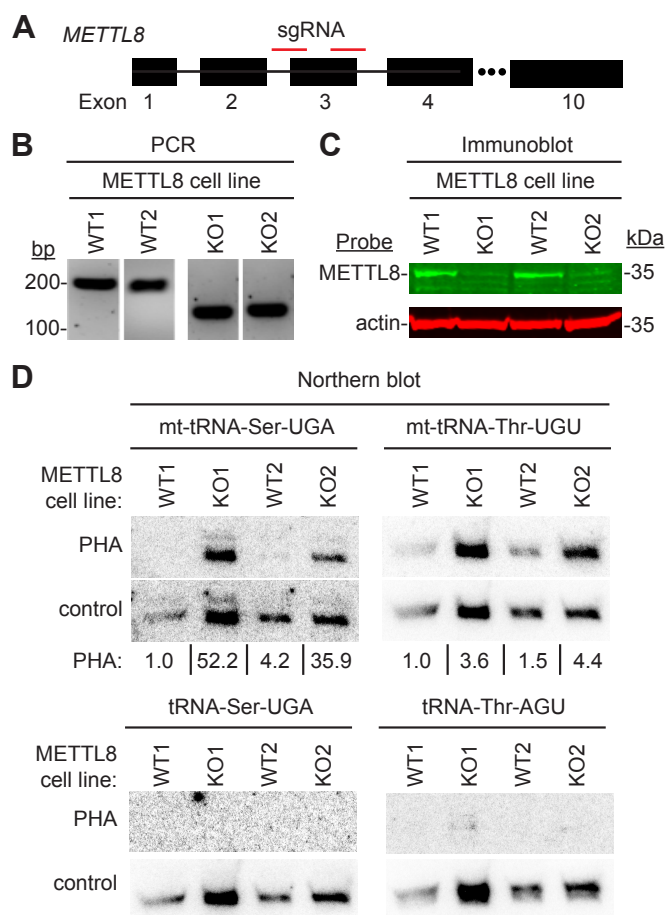 A
METTL8
sgRNA
Exon
1 2 3 4 10
B
PCR
METTL8 cell line
WT1 WT2 KO1 KO2
bp
200-
100-
C
Immunoblot
METTL8 cell line
WT1 KO1 WT2 KO2
Probe kDa
METTL8- -35
actin- -35
D
Northern blot
mt-tRNA-Ser-UGA mt-tRNA-Thr-UGU
METTL8
cell line:
WT1 KO1 WT2 KO2 WT1 KO1 WT2 KO2
PHA
control
PHA: 1.0 | 52.2 | 4.2 | 35.9 1.0 | 3.6 | 1.5 | 4.4
tRNA-Ser-UGA tRNA-Thr-AGU
METTL8
cell line:
WT1 KO1 WT2 KO2 WT1 KO1 WT2 KO2
PHA
control